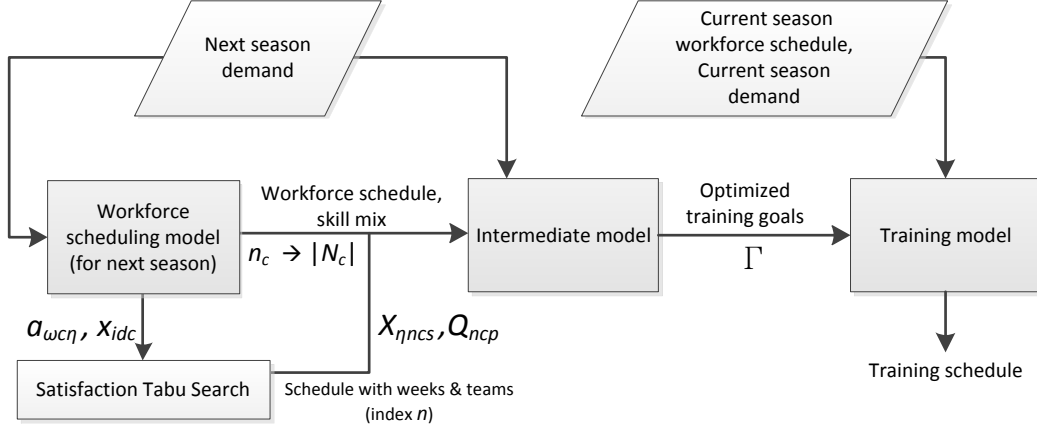 Next season
demand
Current season
workforce schedule,
Current season
demand
Workforce
scheduling model
(for next season)
Workforce schedule,
skill mix
n_c → |N_c|
Intermediate model
Optimized
training goals
Γ
Training model
a_ωcη, x_idc
X_ηncs, Q_ncp
Satisfaction Tabu Search
Schedule with weeks & teams
(index n)
Training schedule